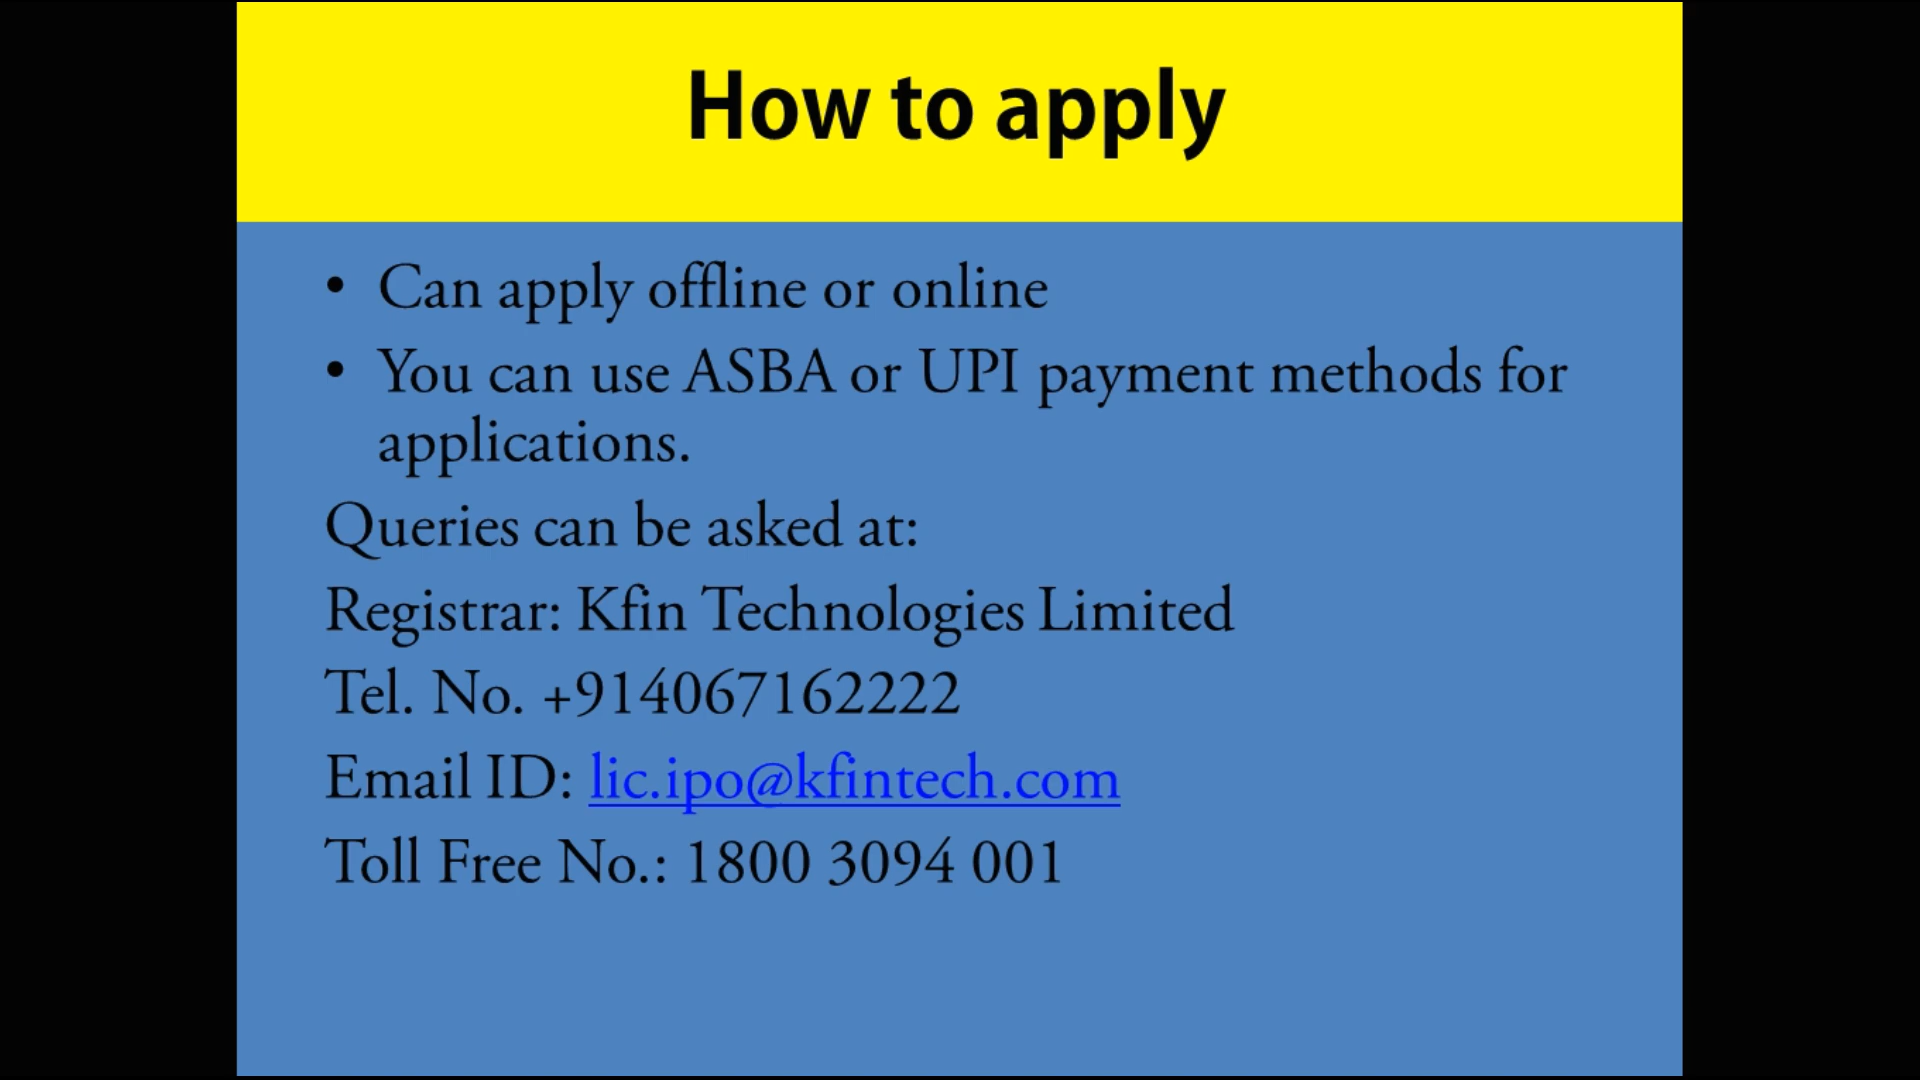 How to apply
• Can apply offline or online
• You can use ASBA or UPI payment methods for
applications.
Queries can be asked at:
Registrar: Kfin Technologies Limited
Tel. No. +914067162222
Email ID: lic.ipo@kfintech.com
Toll Free No.: 1800 3094 001